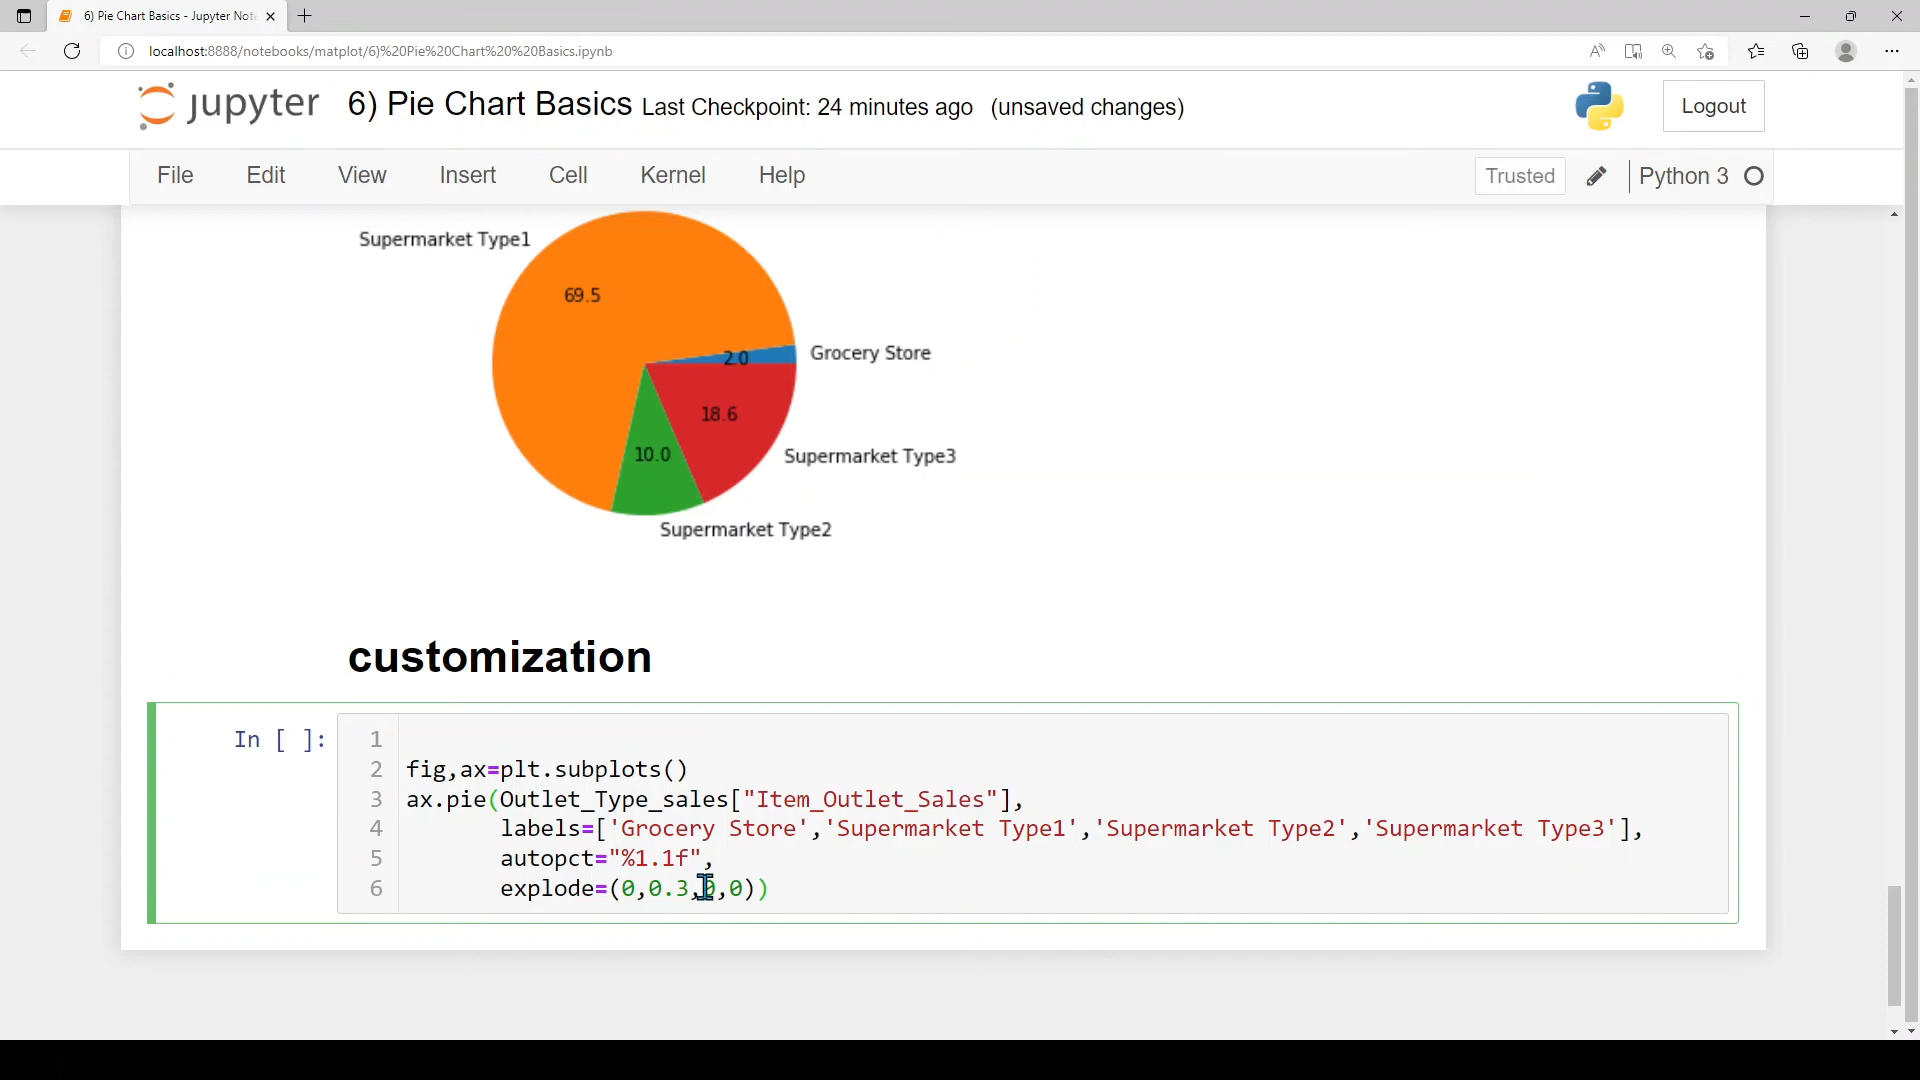 6) Pie Chart Basics - Jupyter Not
localhost:8888/notebooks/matplot/6)%20Pie%20Chart%20%20Basics.ipynb
jupyter 6) Pie Chart Basics Last Checkpoint: 24 minutes ago (unsaved changes)
Logout
File Edit View Insert Cell Kernel Help
Trusted Python 3
Supermarket Type1
69.5
2.0 Grocery Store
18.6
10.0
Supermarket Type3
Supermarket Type2
customization
In [ ]: 1
2 fig,ax=plt.subplots()
3 ax.pie(Outlet_Type_sales["Item_Outlet_Sales"],
4 labels=['Grocery Store','Supermarket Type1','Supermarket Type2','Supermarket Type3'],
5 autopct="%1.1f",
6 explode=(0,0.3,0,0))